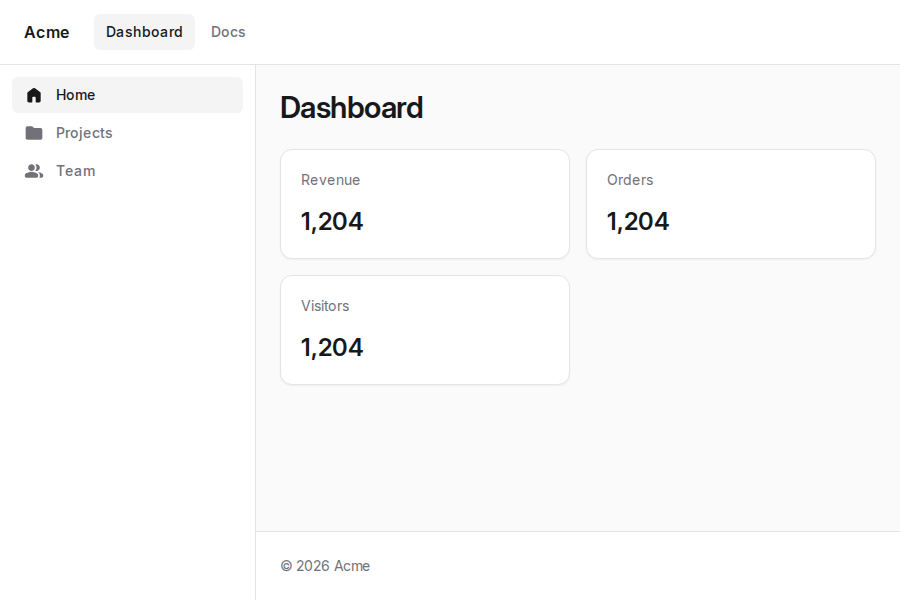 Acme Dashboard Docs
Home
Projects
Team
Dashboard
Revenue
1,204
Orders
1,204
Visitors
1,204
© 2026 Acme